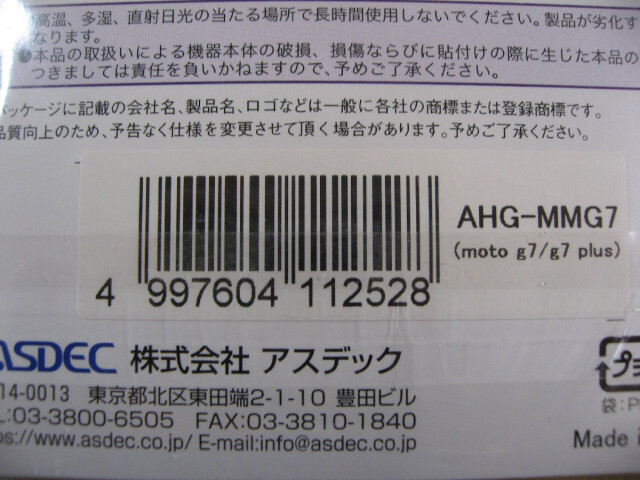 高温、多湿、直射日光の当たる場所で長時間使用しないでください。製品が劣化す
なります。
●本品の取扱いによる機器本体の破損、損傷ならびに貼付けの際に生じた本品の
つきましては責任を負いかねますので、予めご了承ください。
パッケージに記載の会社名、製品名、ロゴなどは一般に各社の商標または登録商標です。
品質向上のため、予告なく仕様を変更させて頂く場合があります。予めご了承ください。
AHG-MMG7
(moto g7/g7 plus)
4 997604 112528
ASDEC 株式会社 アスデック
14-0013 東京都北区東田端2-1-10 豊田ビル
L:03-3800-6505 FAX:03-3810-1840
ps://www.asdec.co.jp/ E-mail:info@asdec.co.jp
プラ
袋:P
Made i